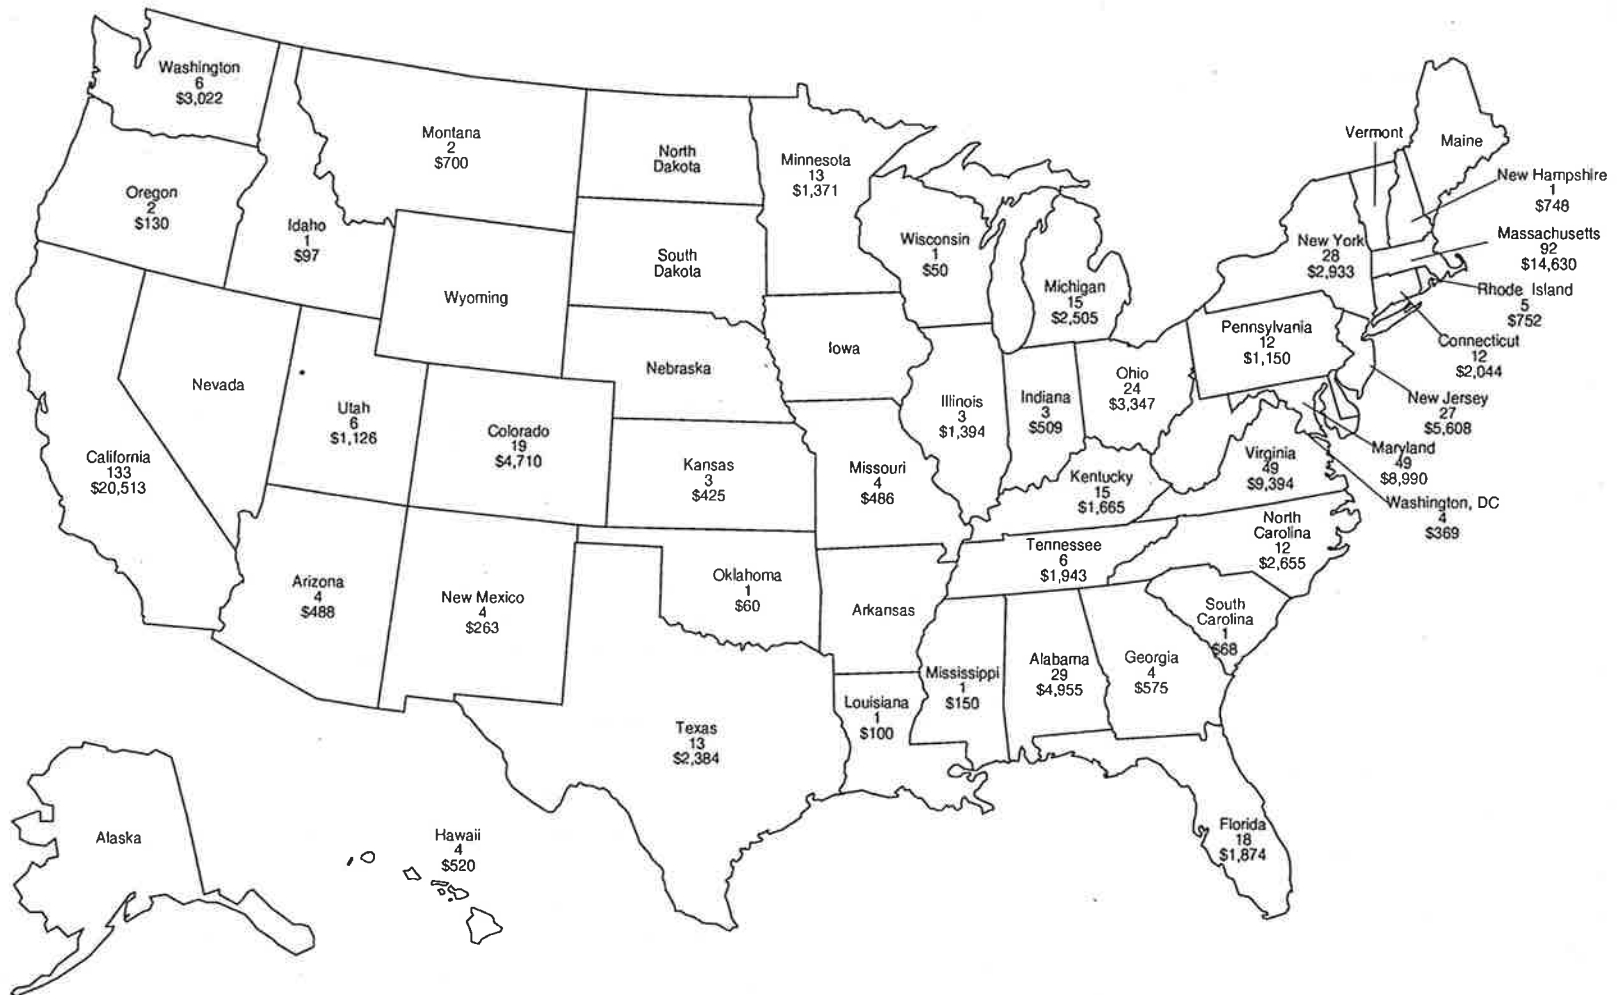 Washington
6
$3,022
Oregon
2
$130
Idaho
1
$97
Montana
2
$700
North
Dakota
Minnesota
13
$1,371
South
Dakota
Wyoming
Wisconsin
1
$50
Michigan
15
$2,505
Vermont
Maine
New Hampshire
1
$748
New York
28
$2,933
Massachusetts
92
$14,630
Rhode Island
5
$752
Connecticut
12
$2,044
Pennsylvania
12
$1,150
New Jersey
27
$5,608
Maryland
49
$8,990
Washington, DC
4
$369
Nevada
Utah
6
$1,126
Colorado
19
$4,710
Nebraska
Iowa
Illinois
3
$1,394
Indiana
3
$509
Ohio
24
$3,347
California
133
$20,513
Kansas
3
$425
Missouri
4
$486
Kentucky
15
$1,665
Virginia
49
$9,394
North
Carolina
12
$2,655
Tennessee
6
$1,943
Arizona
4
$488
New Mexico
4
$263
Oklahoma
1
$60
Arkansas
South
Carolina
1
$68
Mississippi
1
$150
Alabama
29
$4,955
Georgia
4
$575
Louisiana
1
$100
Texas
13
$2,384
Florida
18
$1,874
Alaska
Hawaii
4
$520